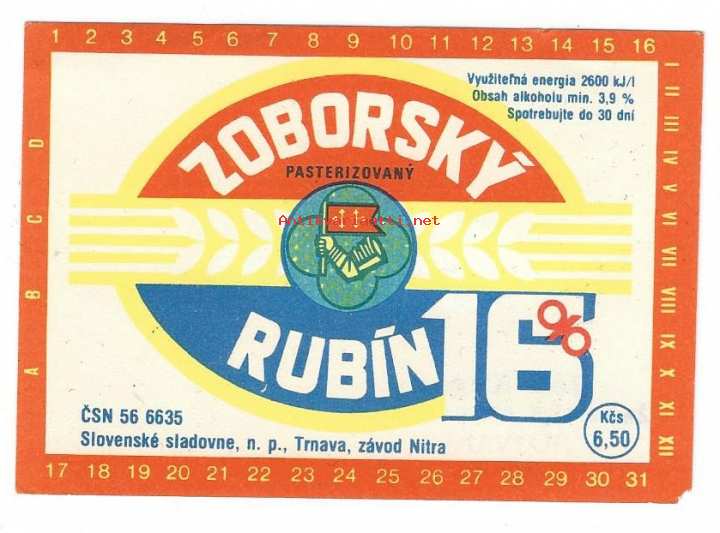 1 2 3 4 5 6 7 8 9 10 11 12 13 14 15 16
Využiteľná energia 2600 kJ/l
Obsah alkoholu min. 3,9 %
Spotrebujte do 30 dní
ZOBORSKÝ
PASTERIZOVANÝ
Antikvariaatti.net
RUBÍN 16%
ČSN 56 6635
Slovenské sladovne, n. p., Trnava, závod Nitra
Kčs
6,50
A B C D
I II III IV V VI VII VIII IX X XI XII
17 18 19 20 21 22 23 24 25 26 27 28 29 30 31